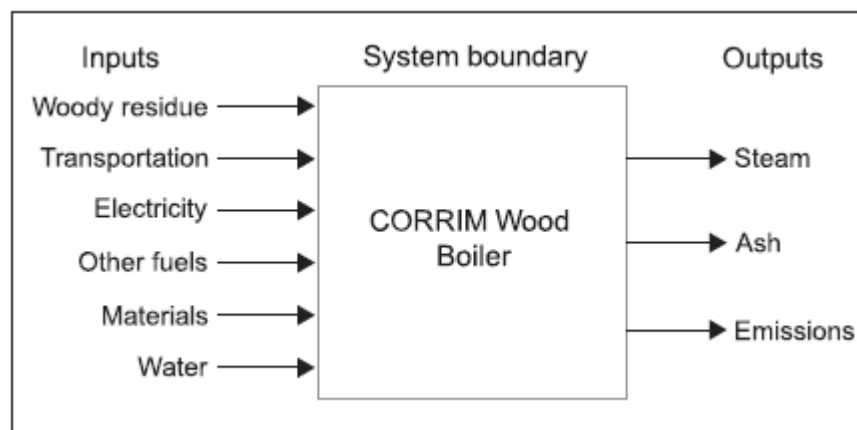 Inputs
System boundary
Outputs
Woody residue
Transportation
Electricity
Other fuels
Materials
Water
CORRIM Wood
Boiler
Steam
Ash
Emissions